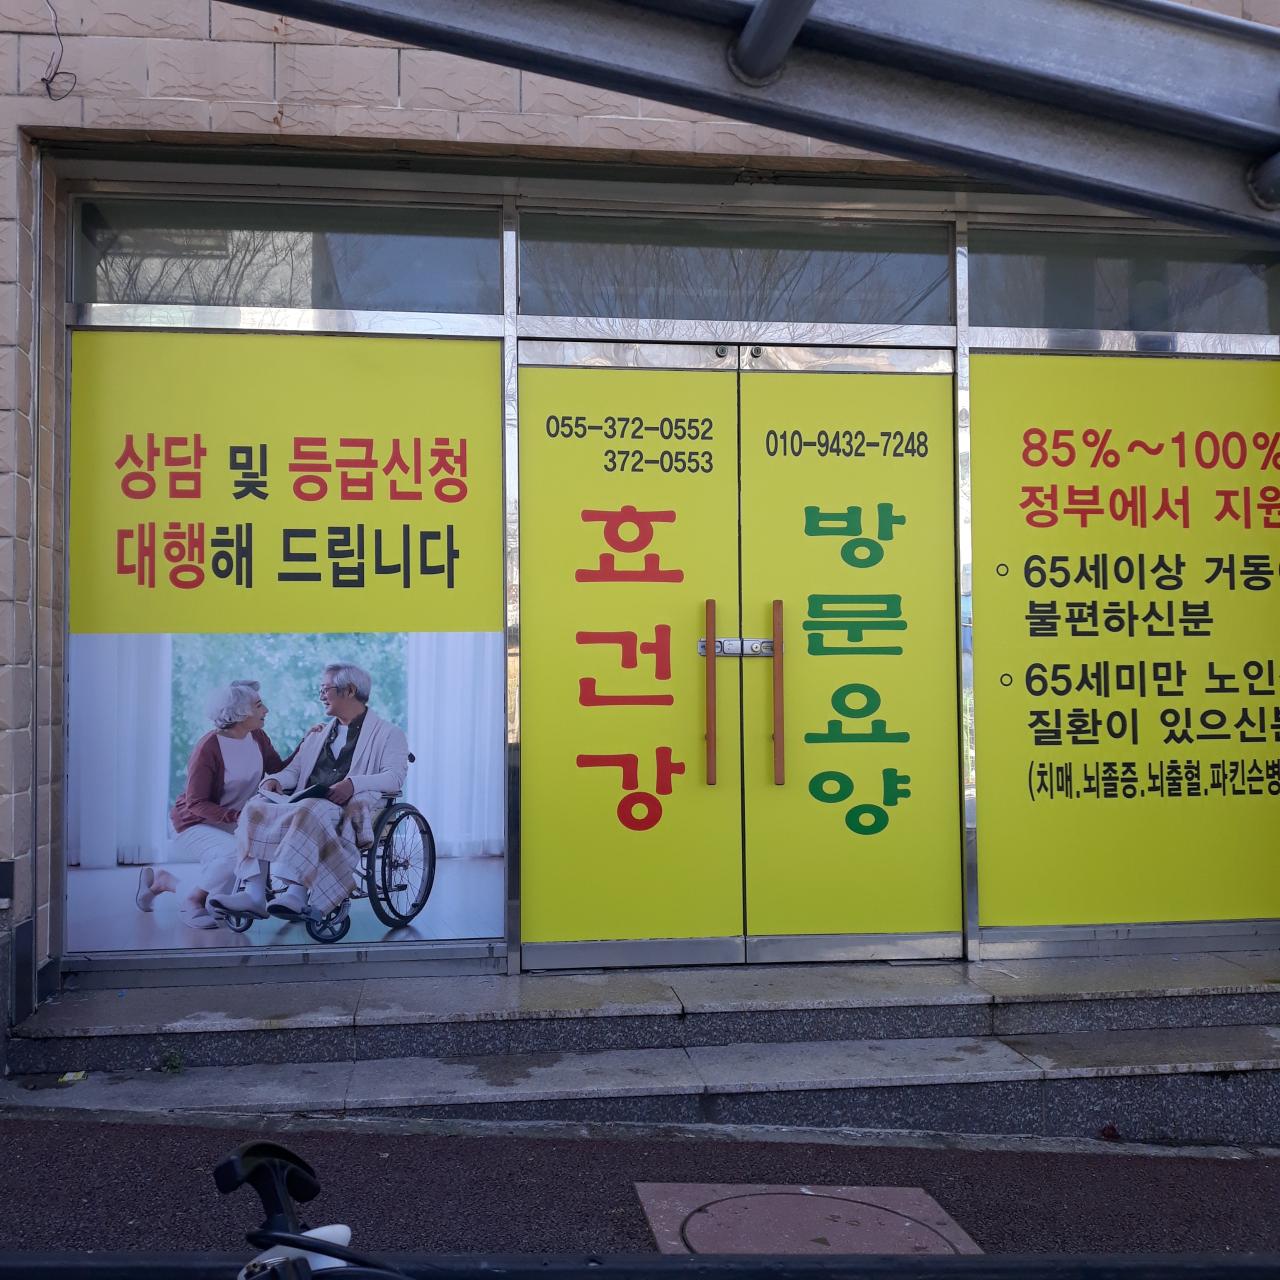 상담 및 등급신청
대행해 드립니다
055-372-0552
372-0553
효건강
010-9432-7248
방문요양
85%~100%
정부에서 지원
65세이상 거동
불편하신분
65세미만 노인
질환이 있으신분
(치매,뇌졸증,뇌출혈,파킨슨병